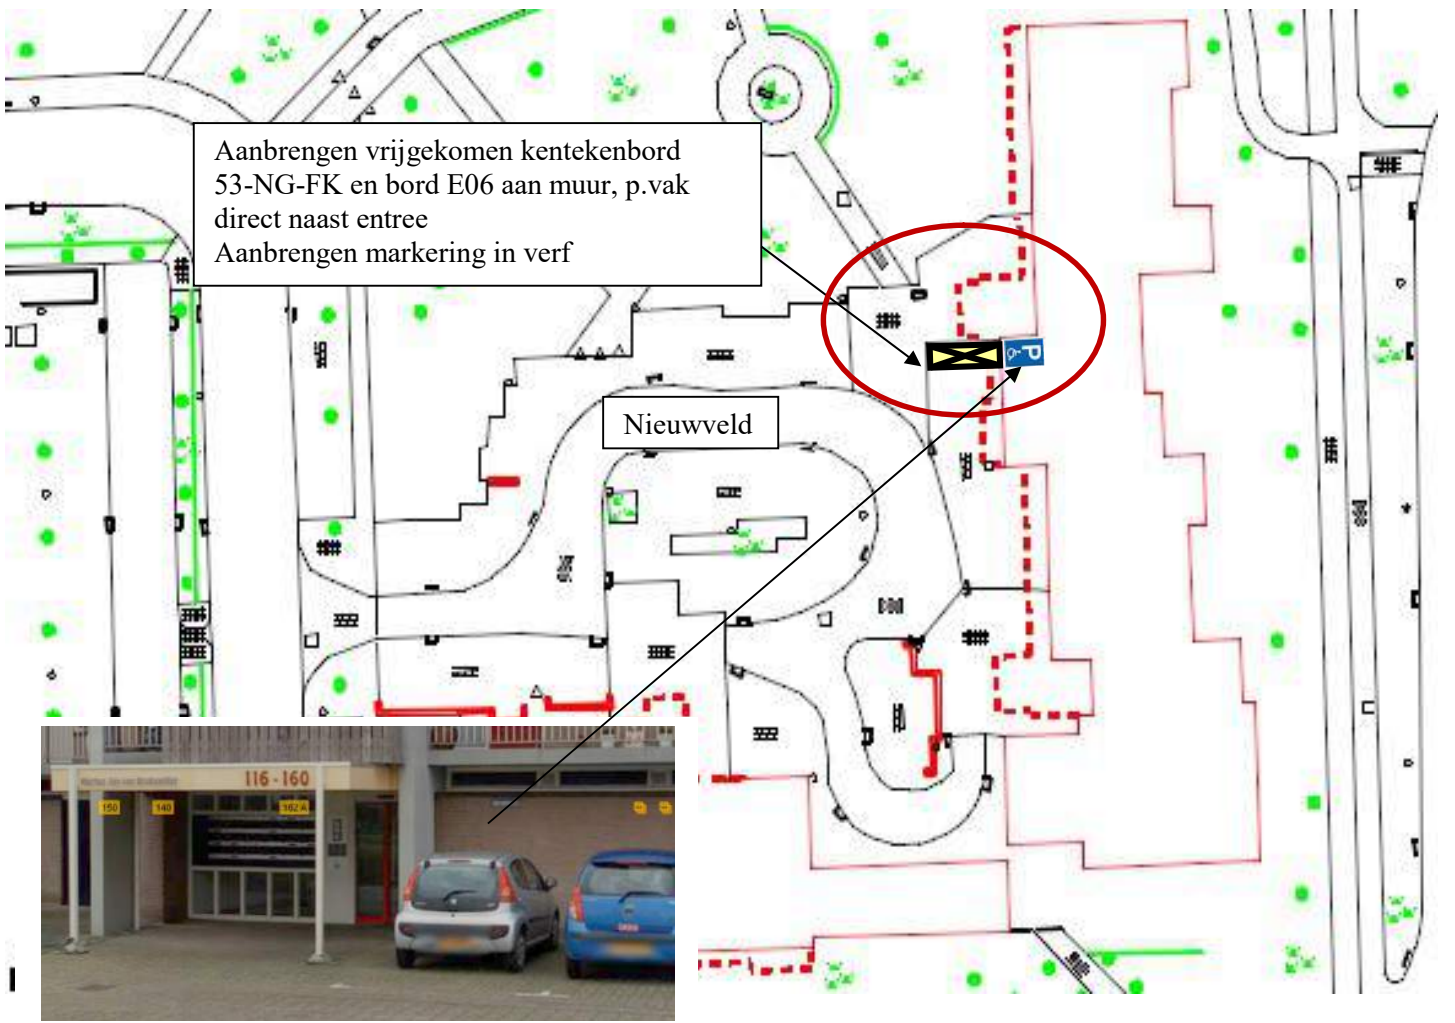 Aanbrengen vrijgekomen kentekenbord
53-NG-FK en bord E06 aan muur, p.vak
direct naast entree
Aanbrengen markering in verf
P
Nieuwveld
116 - 160
150
140
162 A